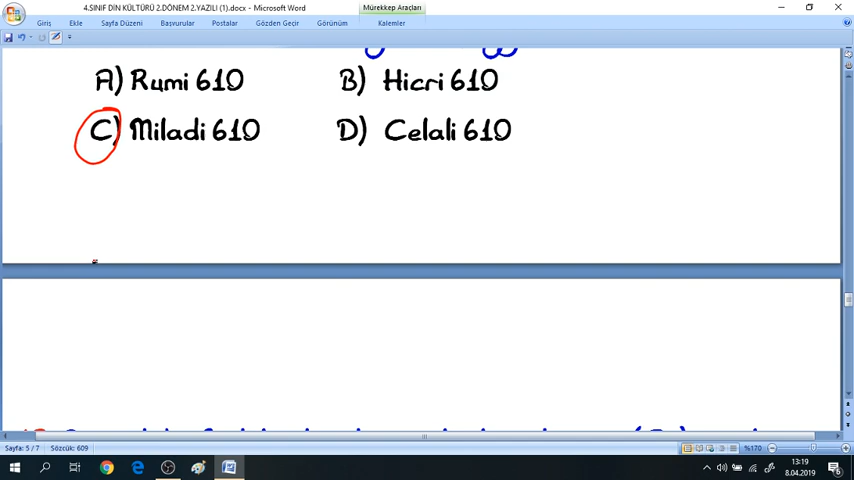 4.SINIF DİN KÜLTÜRÜ 2.DÖNEM 2.YAZILI (1).docx - Microsoft Word
Mürekkep Araçları
Giriş Ekle Sayfa Düzeni Başvurular Postalar Gözden Geçir Görünüm Kalemler
A) Rumi 610 B) Hicri 610
C) Miladi 610 D) Celali 610
Sayfa: 5 / 7 Sözcük: 609 %170
13:19
8.04.2019